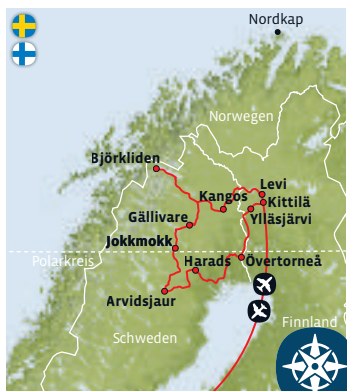 Nordkap
Norwegen
Björkliden
Levi
Kangos
Kittilä
Ylläsjärvi
Gällivare
Jokkmokk
Polarkreis
Harads
Övertorneå
Arvidsjaur
Finnland
Schweden